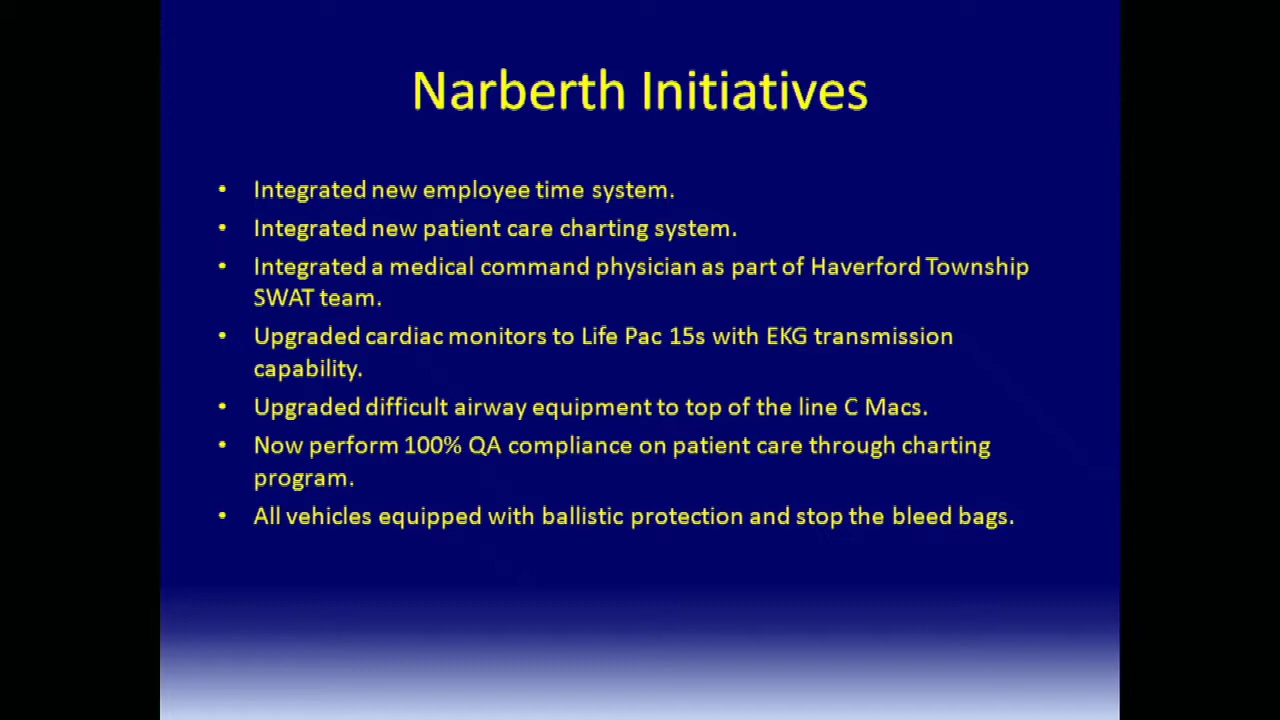 Narberth Initiatives
• Integrated new employee time system.
• Integrated new patient care charting system.
• Integrated a medical command physician as part of Haverford Township
SWAT team.
• Upgraded cardiac monitors to Life Pac 15s with EKG transmission
capability.
• Upgraded difficult airway equipment to top of the line C Macs.
• Now perform 100% QA compliance on patient care through charting
program.
• All vehicles equipped with ballistic protection and stop the bleed bags.